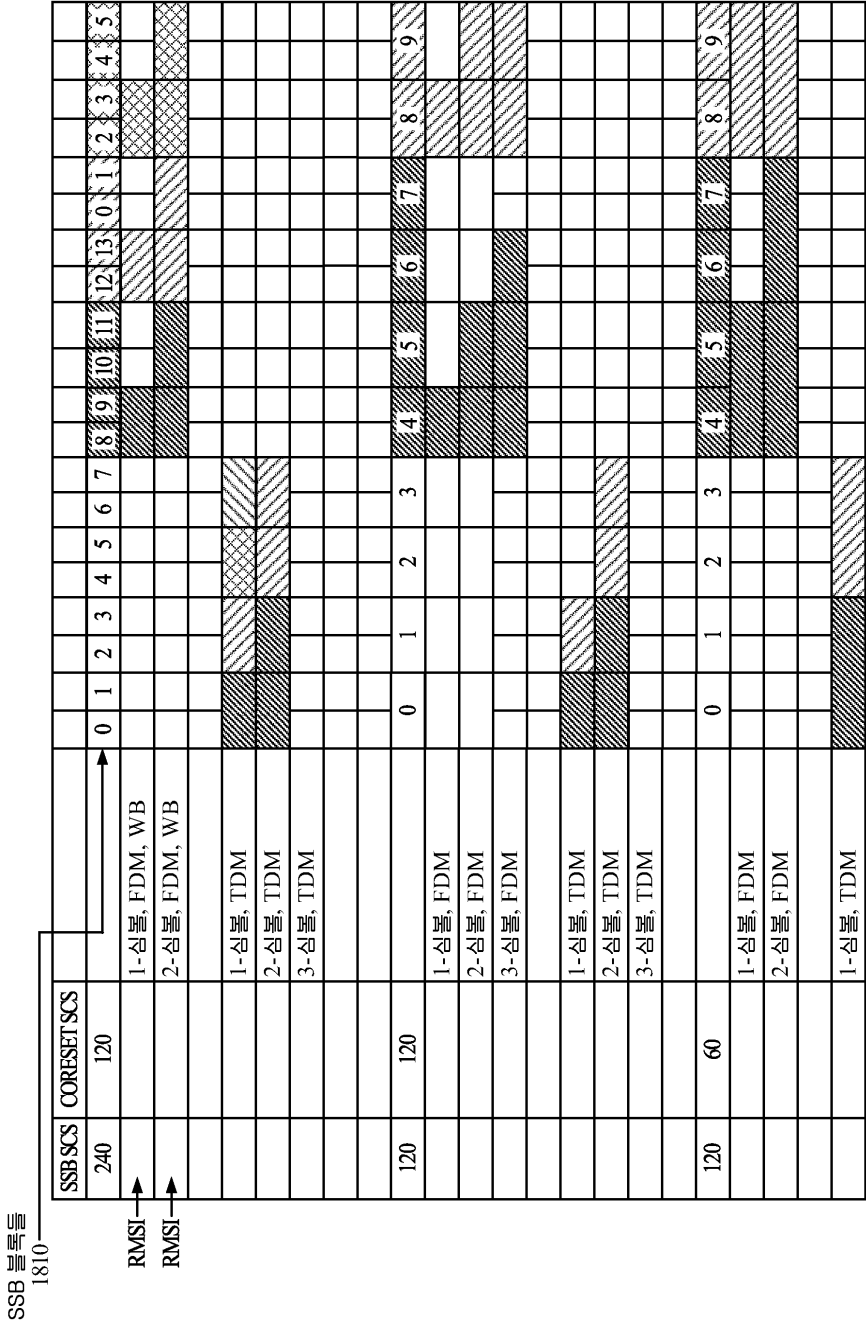 SSB 블록들
1810
SSB SCS CORESET SCS
240 120 0 1 2 3 4 5 6 7 8 9 10 11 12 13 0 1 2 3 4 5
RMSI 1-심볼, FDM, WB
RMSI 2-심볼, FDM, WB
1-심볼, TDM
2-심볼, TDM
3-심볼, TDM
120 120 0 1 2 3 4 5 6 7 8 9
1-심볼, FDM
2-심볼, FDM
3-심볼, FDM
1-심볼, TDM
2-심볼, TDM
3-심볼, TDM
120 60 0 1 2 3 4 5 6 7 8 9
1-심볼, FDM
2-심볼, FDM
1-심볼, TDM